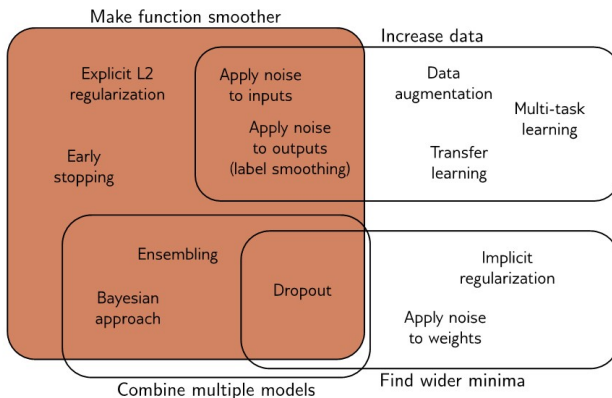 Make function smoother
Increase data
Explicit L2
regularization
Apply noise
to inputs
Data
augmentation
Multi-task
learning
Early
stopping
Apply noise
to outputs
(label smoothing)
Transfer
learning
Ensembling
Bayesian
approach
Dropout
Implicit
regularization
Apply noise
to weights
Combine multiple models
Find wider minima